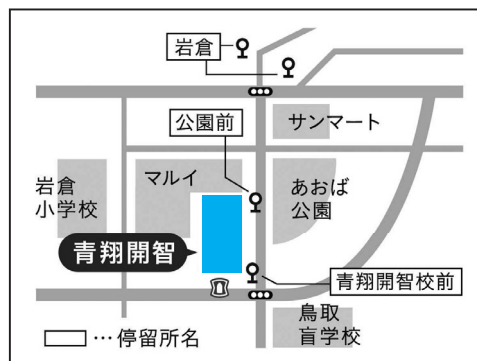 岩倉
公園前
サンマート
マルイ
岩倉
小学校
あおば
公園
青翔開智
青翔開智校前
鳥取
盲学校
…停留所名